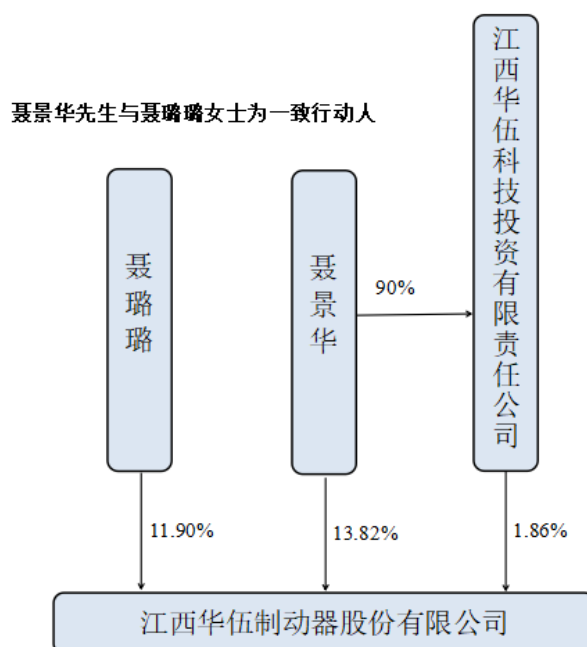 聂景华先生与聂璐璐女士为一致行动人
聂璐璐
聂景华
90%
江西华伍科技投资有限责任公司
11.90%
13.82%
1.86%
江西华伍制动器股份有限公司